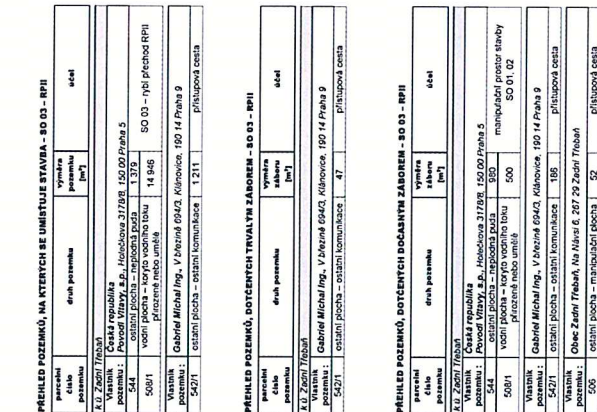 PŘEHLED POZEMKŮ, NA KTERÝCH SE UMISŤUJE STAVBA – SO 03 – RPII
parcelní číslo druh pozemku výměra pozemku [m²] účel
k.ú. Zadní Třebaň
Vlastník pozemku: Česká republika
Povodí Vltavy, s.p., Holečkova 3178/8, 150 00 Praha 5
544 ostatní plocha – neplodná puda 1 379
508/1 vodní plocha – koryto vodního toku přirozené nebo umělé 14 946 SO 03 – rybí přechod RPII
Vlastník pozemku: Gabriel Michal Ing., V březině 694/3, Klánovice, 190 14 Praha 9
542/1 ostatní plocha – ostatní komunikace 1 211 přístupová cesta
PŘEHLED POZEMKŮ, DOTČENÝCH TRVALÝM ZÁBOREM – SO 03 – RPII
parcelní číslo druh pozemku výměra záboru [m²] účel
k.ú. Zadní Třebaň
Vlastník pozemku: Gabriel Michal Ing., V březině 694/3, Klánovice, 190 14 Praha 9
542/1 ostatní plocha – ostatní komunikace 47 přístupová cesta
PŘEHLED POZEMKŮ, DOTČENÝCH DOČASNÝM ZÁBOREM – SO 03 – RPII
parcelní číslo druh pozemku výměra záboru [m²] účel
k.ú. Zadní Třebaň
Vlastník pozemku: Česká republika
Povodí Vltavy, s.p., Holečkova 3178/8, 150 00 Praha 5
544 ostatní plocha – neplodná puda 980 manipulační prostor stavby
508/1 vodní plocha – koryto vodního toku přirozené nebo umělé 500 SO 01, 02
Vlastník pozemku: Gabriel Michal Ing., V březině 694/3, Klánovice, 190 14 Praha 9
542/1 ostatní plocha – ostatní komunikace 186 přístupová cesta
Vlastník pozemku: Obec Zadní Třebaň, Na Návsi 6, 267 29 Zadní Třebaň
506 ostatní plocha – manipulační plocha 52 přístupová cesta